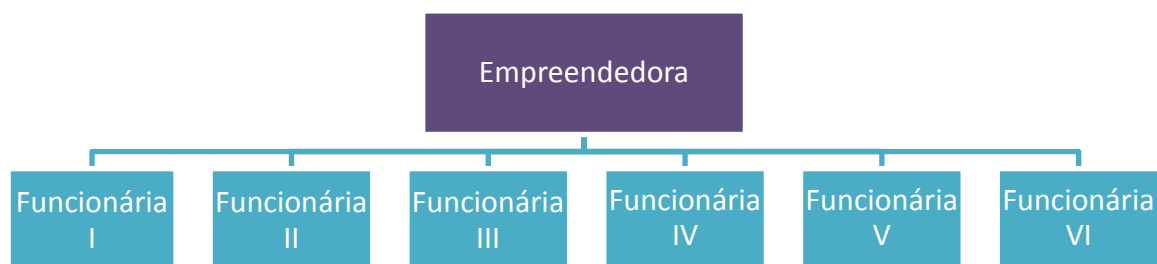 Empreendedora
Funcionária
I
Funcionária
II
Funcionária
III
Funcionária
IV
Funcionária
V
Funcionária
VI